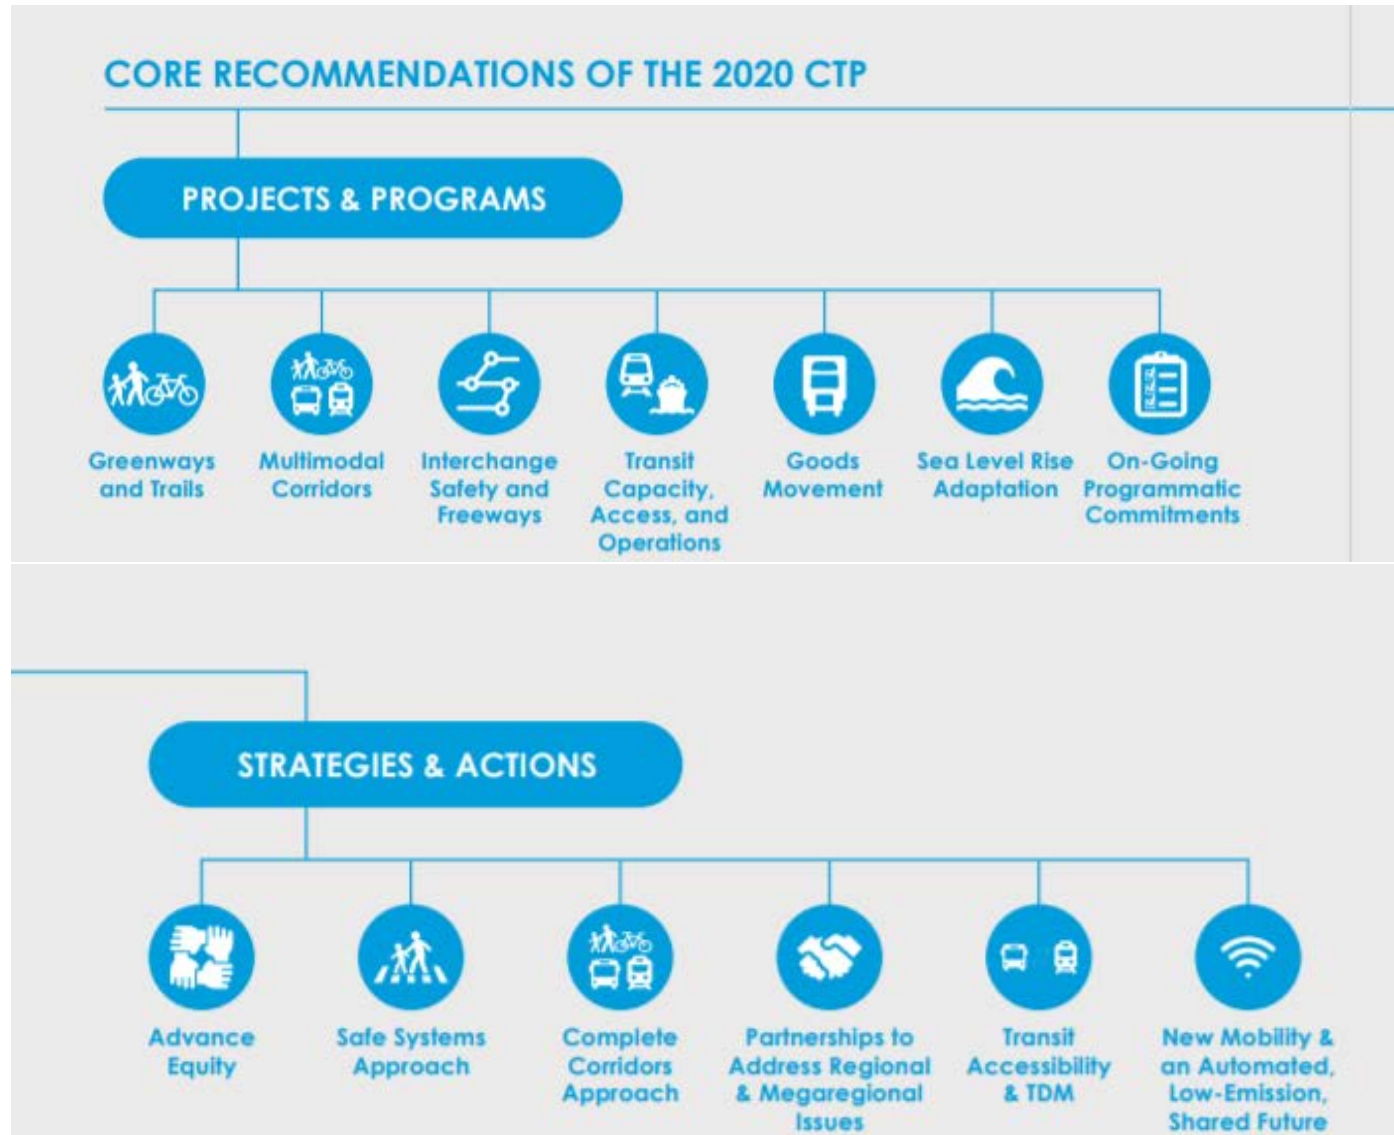 CORE RECOMMENDATIONS OF THE 2020 CTP
PROJECTS & PROGRAMS
Greenways
and Trails
Multimodal
Corridors
Interchange
Safety and
Freeways
Transit
Capacity,
Access, and
Operations
Goods
Movement
Sea Level Rise
Adaptation
On-Going
Programmatic
Commitments
STRATEGIES & ACTIONS
Advance
Equity
Safe Systems
Approach
Complete
Corridors
Approach
Partnerships to
Address Regional
& Megaregional
Issues
Transit
Accessibility
& TDM
New Mobility &
an Automated,
Low-Emission,
Shared Future